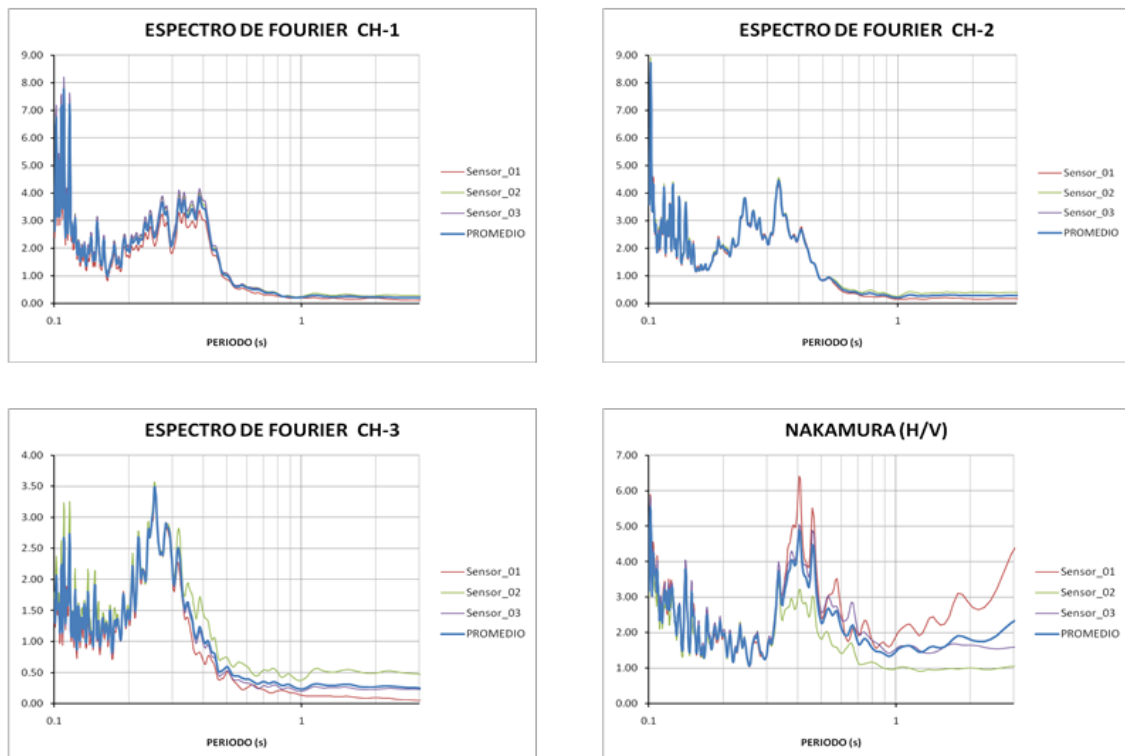 ESPECTRO DE FOURIER CH-1
9.00
8.00
7.00
6.00
5.00
4.00
3.00
2.00
1.00
0.00
0.1
1
PERIODO (s)
Sensor_01
Sensor_02
Sensor_03
PROMEDIO
ESPECTRO DE FOURIER CH-2
9.00
8.00
7.00
6.00
5.00
4.00
3.00
2.00
1.00
0.00
0.1
1
PERIODO (s)
Sensor_01
Sensor_02
Sensor_03
PROMEDIO
ESPECTRO DE FOURIER CH-3
4.00
3.50
3.00
2.50
2.00
1.50
1.00
0.50
0.00
0.1
1
PERIODO (s)
Sensor_01
Sensor_02
Sensor_03
PROMEDIO
NAKAMURA (H/V)
7.00
6.00
5.00
4.00
3.00
2.00
1.00
0.00
0.1
1
PERIODO (s)
Sensor_01
Sensor_02
Sensor_03
PROMEDIO